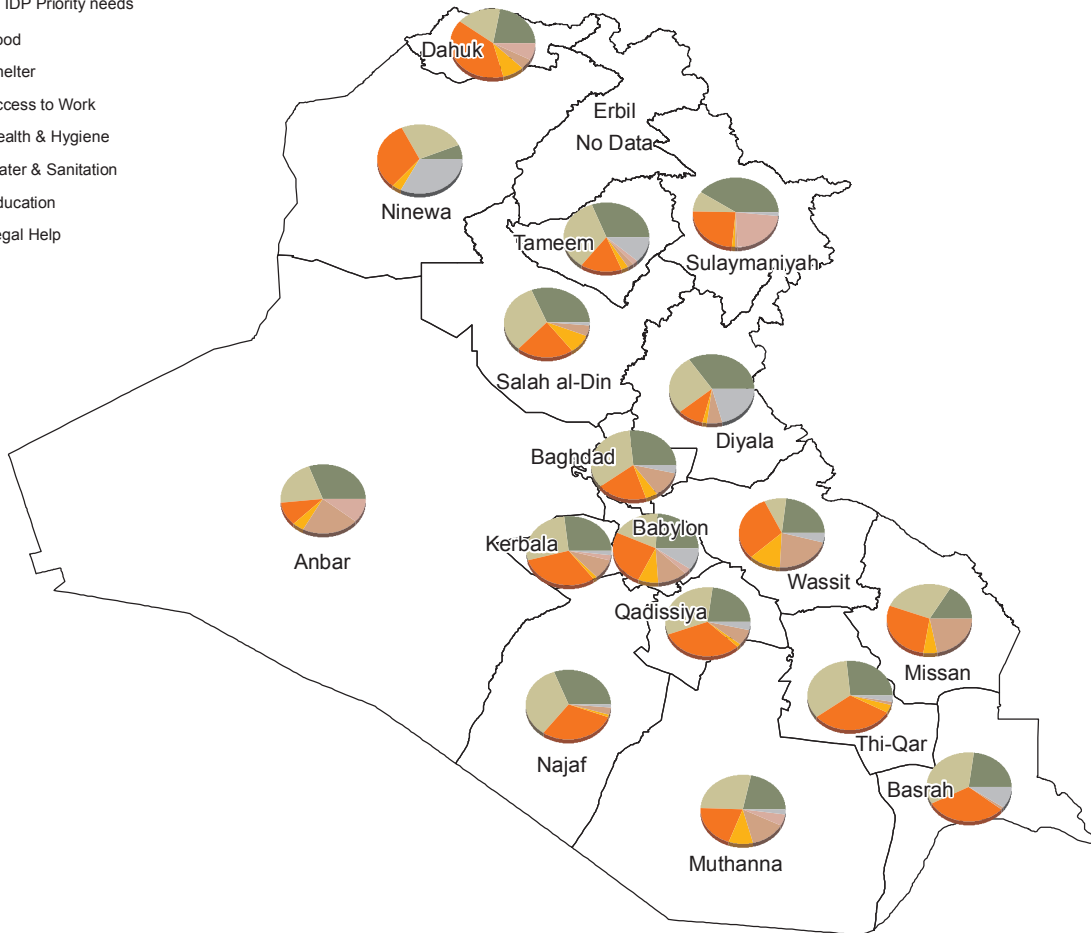 IDP Priority needs
ood
helter
ccess to Work
ealth & Hygiene
ater & Sanitation
ducation
egal Help
Dahuk
Erbil
No Data
Ninewa
Tameem
Sulaymaniyah
Salah al-Din
Diyala
Baghdad
Anbar
Kerbala
Babylon
Wassit
Qadissiya
Missan
Najaf
Thi-Qar
Basrah
Muthanna